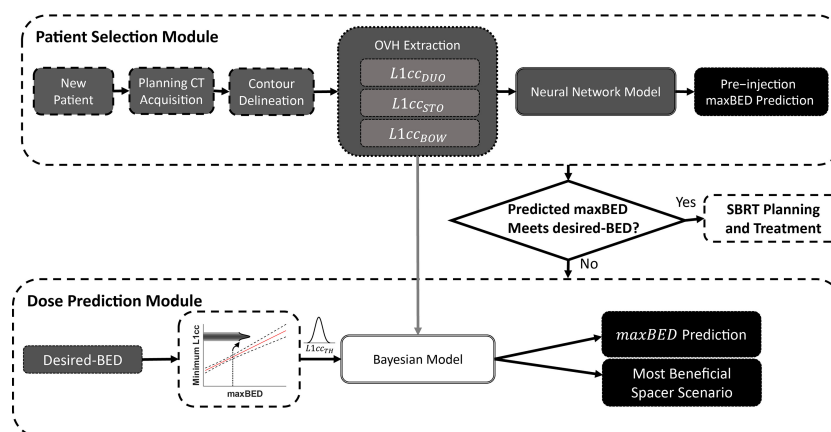 Patient Selection Module
New
Patient
Planning CT
Acquisition
Contour
Delineation
OVH Extraction
L1cc_DUO
L1cc_STO
L1cc_BOW
Neural Network Model
Pre−injection
maxBED Prediction
Predicted maxBED
Meets desired-BED?
Yes
SBRT Planning
and Treatment
No
Dose Prediction Module
Desired-BED
Minimum L1cc
maxBED
L1cc_TH
Bayesian Model
maxBED Prediction
Most Beneficial
Spacer Scenario